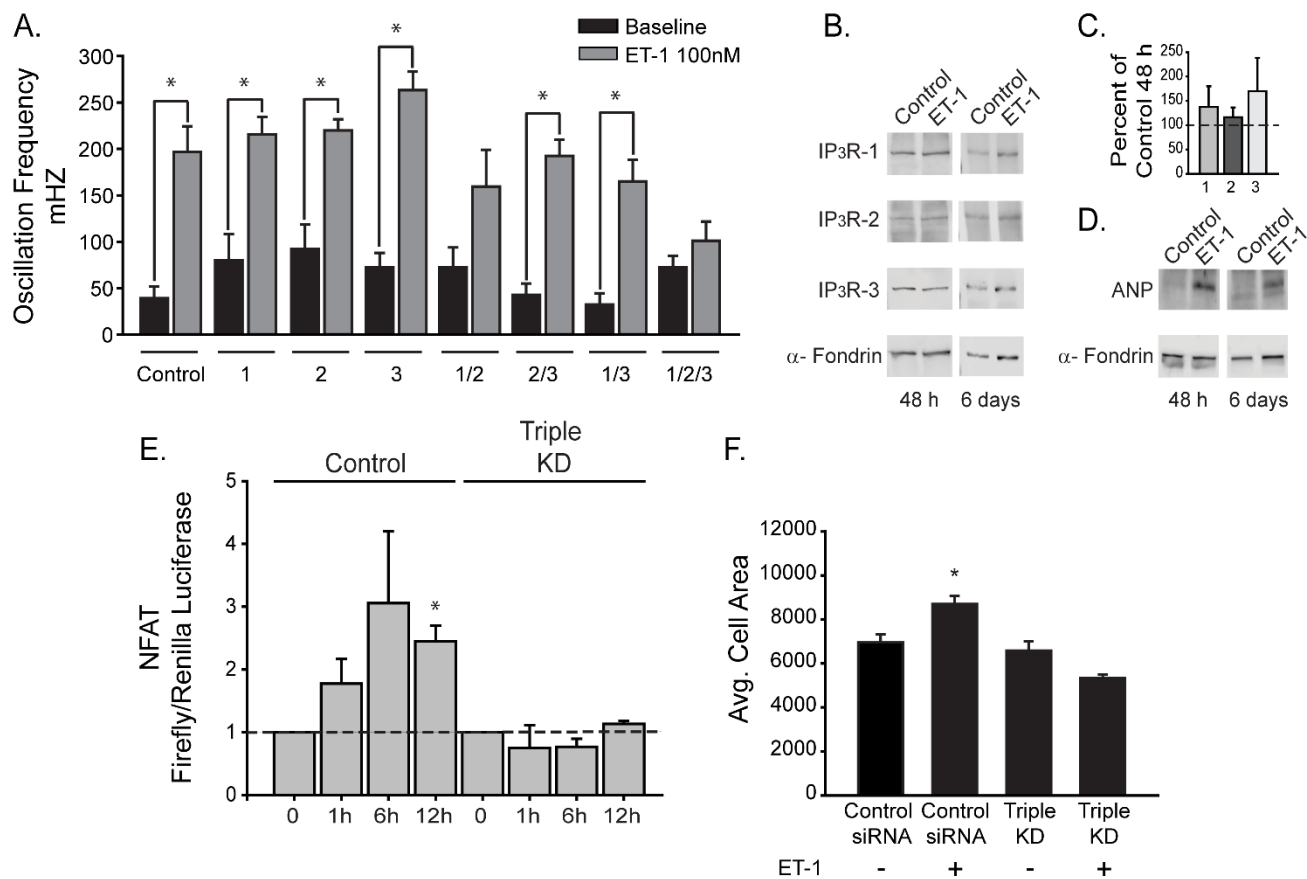 A.
Baseline
ET-1 100nM
Oscillation Frequency
mHZ
300
250
200
150
100
50
0
* * * * * *
Control 1 2 3 1/2 2/3 1/3 1/2/3
B.
Control ET-1 Control ET-1
IP3R-1
IP3R-2
IP3R-3
α- Fondrin
48 h 6 days
C.
Percent of
Control 48 h
250
200
150
100
50
0
1 2 3
D.
Control ET-1 Control ET-1
ANP
α- Fondrin
48 h 6 days
E.
Control
Triple
KD
NFAT
Firefly/Renilla Luciferase
5
4
3
2
1
0
*
0 1h 6h 12h 0 1h 6h 12h
F.
Avg. Cell Area
12000
10000
8000
6000
4000
2000
0
*
Control Control Triple Triple
siRNA siRNA KD KD
ET-1 - + - +